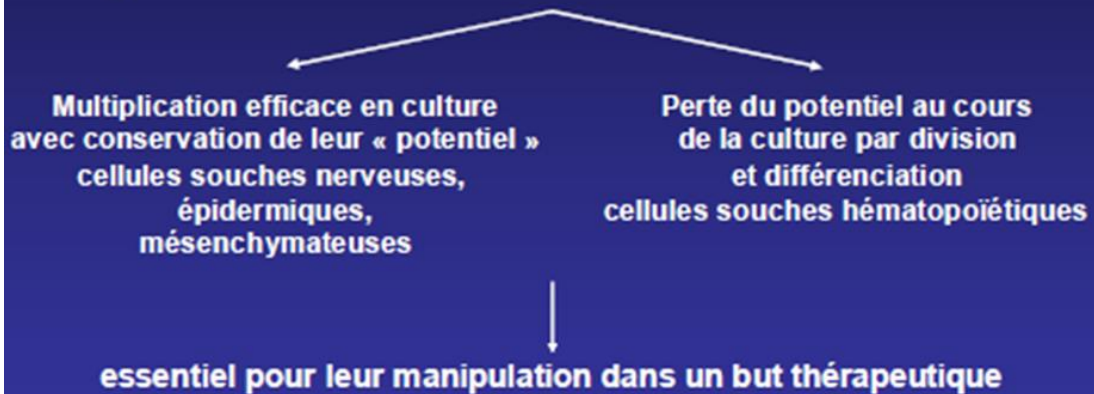 Multiplication efficace en culture
avec conservation de leur « potentiel »
cellules souches nerveuses,
épidermiques,
mésenchymateuses
Perte du potentiel au cours
de la culture par division
et différenciation
cellules souches hématopoïétiques
essentiel pour leur manipulation dans un but thérapeutique